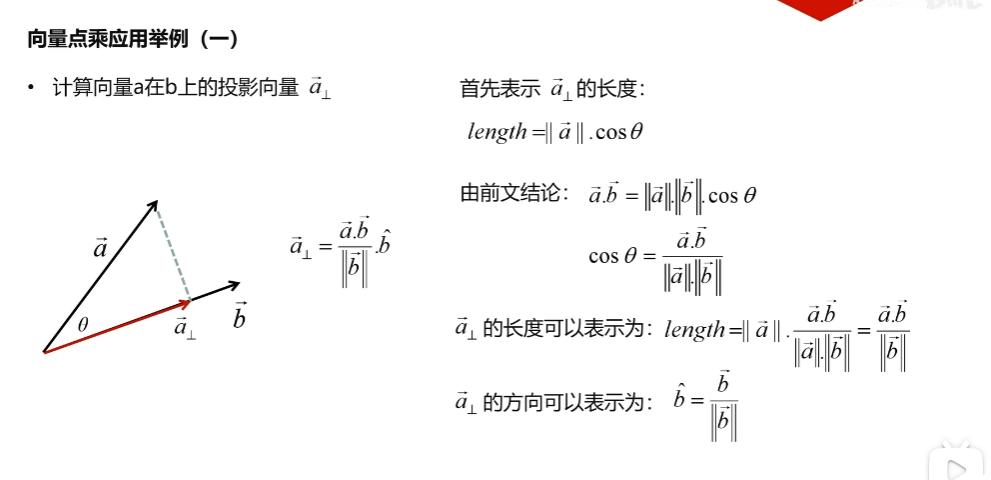 向量点乘应用举例（一）
• 计算向量a在b上的投影向量 $\vec{a}_{\perp}$
首先表示 $\vec{a}_{\perp}$ 的长度：
$length = \| \vec{a} \| . \cos\theta$
由前文结论： $\vec{a}.\vec{b} = \|\vec{a}\|.\|\vec{b}\|.\cos\theta$
$\cos\theta = \frac{\vec{a}.\vec{b}}{\|\vec{a}\|.\|\vec{b}\|}$
$\vec{a}_{\perp}$ 的长度可以表示为： $length = \| \vec{a} \| . \frac{\vec{a}.\vec{b}}{\|\vec{a}\|.\|\vec{b}\|} = \frac{\vec{a}.\vec{b}}{\|\vec{b}\|}$
$\vec{a}_{\perp}$ 的方向可以表示为： $\hat{b} = \frac{\vec{b}}{\|\vec{b}\|}$
$\vec{a}$
$\theta$
$\vec{a}_{\perp}$
$\vec{b}$
$\vec{a}_{\perp} = \frac{\vec{a}.\vec{b}}{\|\vec{b}\|}.\hat{b}$